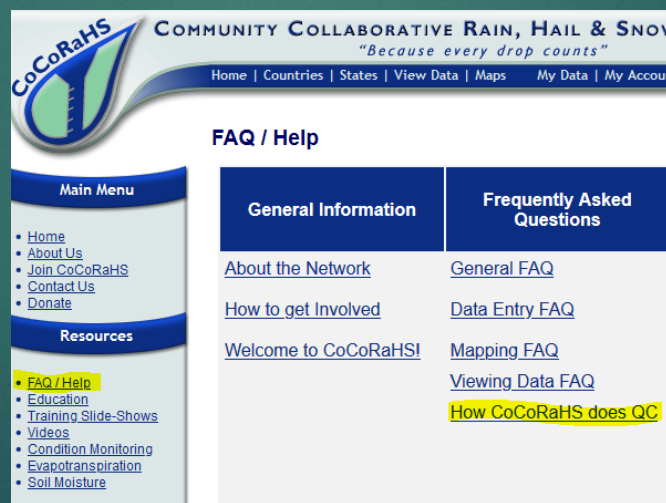 CoCoRaHS
COMMUNITY COLLABORATIVE RAIN, HAIL & SNOW
"Because every drop counts"
Home | Countries | States | View Data | Maps My Data | My Accou
FAQ / Help
Main Menu
Home
About Us
Join CoCoRaHS
Contact Us
Donate
Resources
FAQ / Help
Education
Training Slide-Shows
Videos
Condition Monitoring
Evapotranspiration
Soil Moisture
General Information
About the Network
How to get Involved
Welcome to CoCoRaHS!
Frequently Asked
Questions
General FAQ
Data Entry FAQ
Mapping FAQ
Viewing Data FAQ
How CoCoRaHS does QC